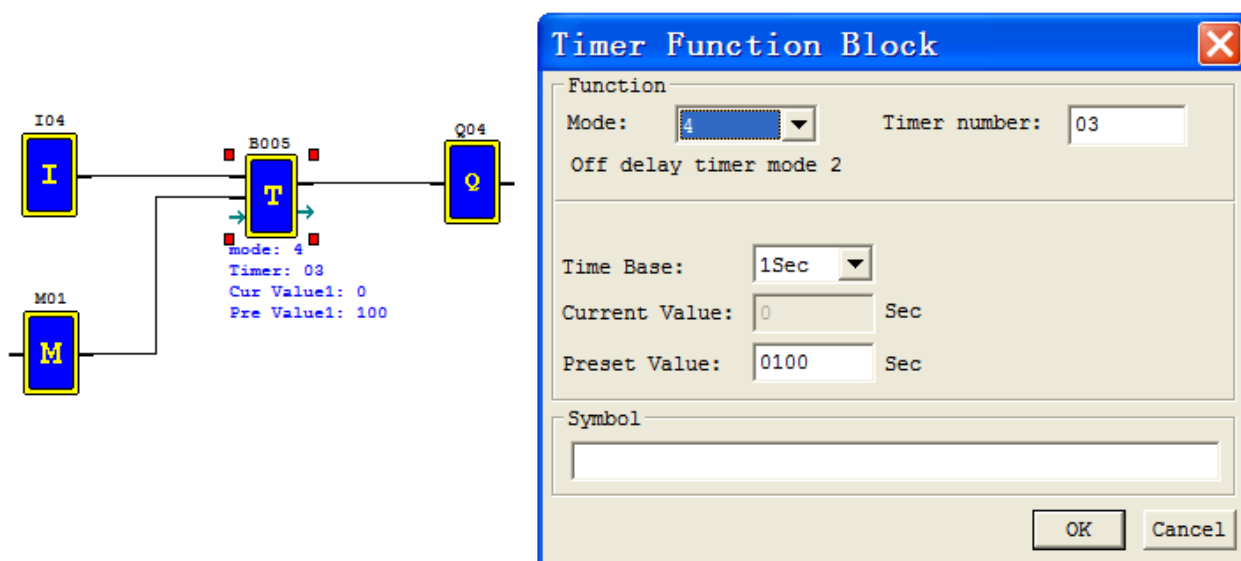 I04
I
B005
T
Q04
Q
mode: 4
Timer: 03
Cur Value1: 0
Pre Value1: 100
M01
M
Timer Function Block
Function
Mode: 4 Timer number: 03
Off delay timer mode 2
Time Base: 1Sec
Current Value: 0 Sec
Preset Value: 0100 Sec
Symbol
OK Cancel